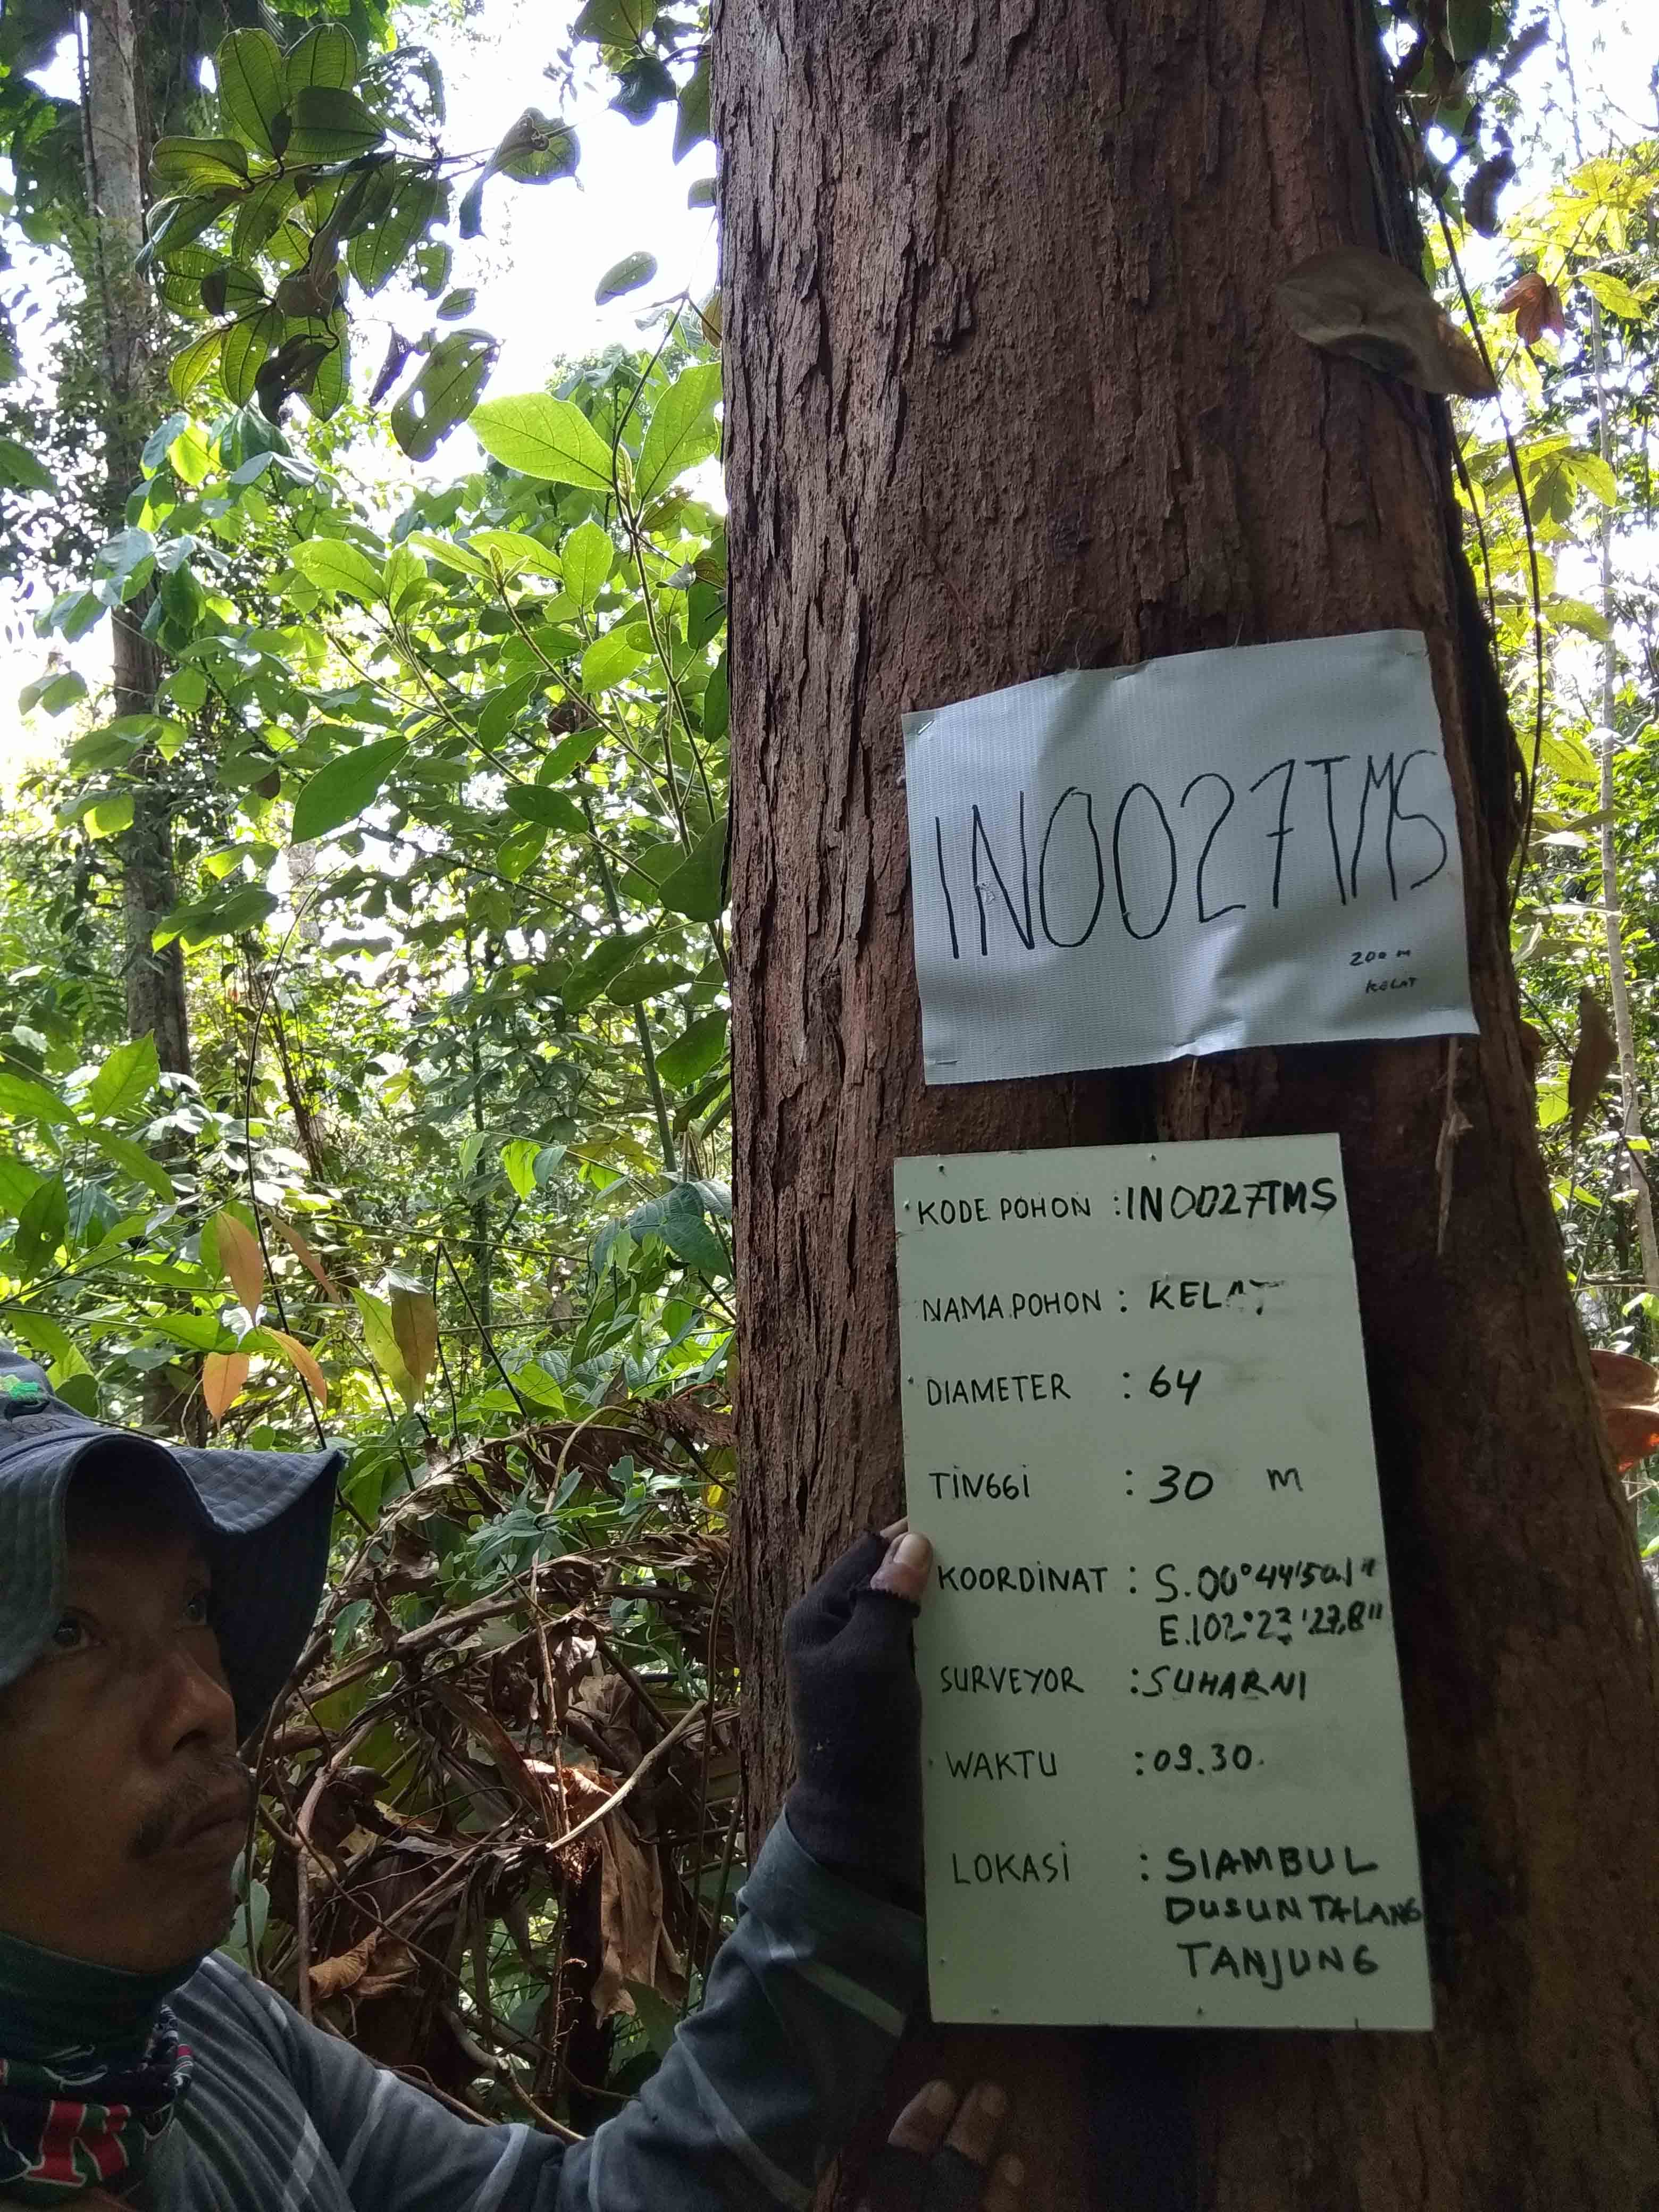 IN0027TMS
200 M
KELAT
KODE POHON : IN0027TMS
NAMA POHON : KELAT
DIAMETER : 64
TINGGI : 30 M
KOORDINAT : S.00°44'50.1"
E.102°23'27,8"
SURVEYOR : SUHARNI
WAKTU : 09.30
LOKASI : SIAMBUL
DUSUN TALANG
TANJUNG